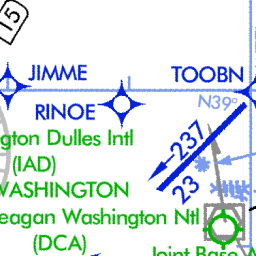 15
JIMME
TOOBN
RINOE
N39°
gton Dulles Intl
237
(IAD)
23
WASHINGTON
eagan Washington Ntl
(DCA)
Joint Base A